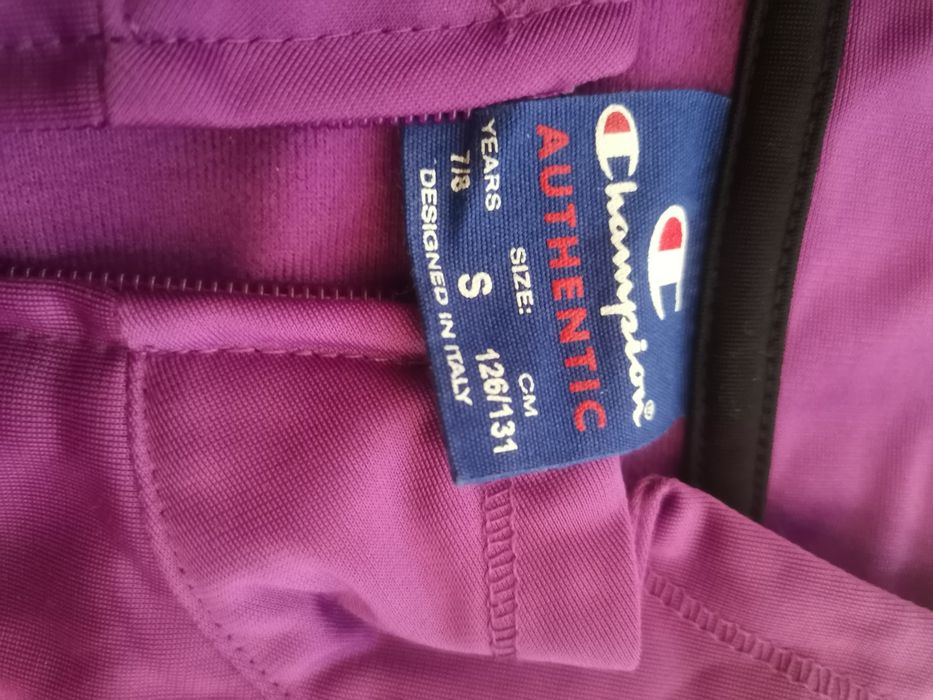 Champion®
AUTHENTIC
YEARS SIZE: CM
7/8 S 126/131
DESIGNED IN ITALY